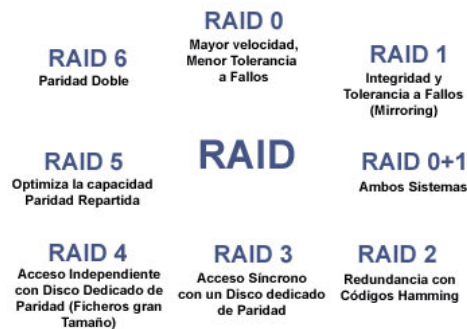 RAID 0
Mayor velocidad,
Menor Tolerancia
a Fallos
RAID 1
Integridad y
Tolerancia a Fallos
(Mirroring)
RAID 0+1
Ambos Sistemas
RAID 2
Redundancia con
Códigos Hamming
RAID 3
Acceso Síncrono
con un Disco dedicado
de Paridad
RAID 4
Acceso Independiente
con Disco Dedicado de
Paridad (Ficheros gran
Tamaño)
RAID 5
Optimiza la capacidad
Paridad Repartida
RAID 6
Paridad Doble
RAID